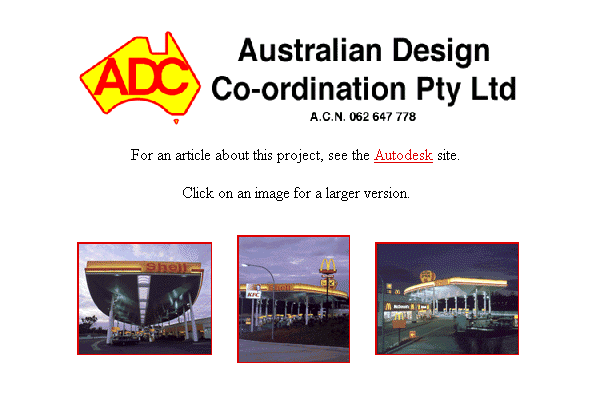 ADC
Australian Design
Co-ordination Pty Ltd
A.C.N. 062 647 778
For an article about this project, see the Autodesk site.
Click on an image for a larger version.
Shell
KFC
McDonald's